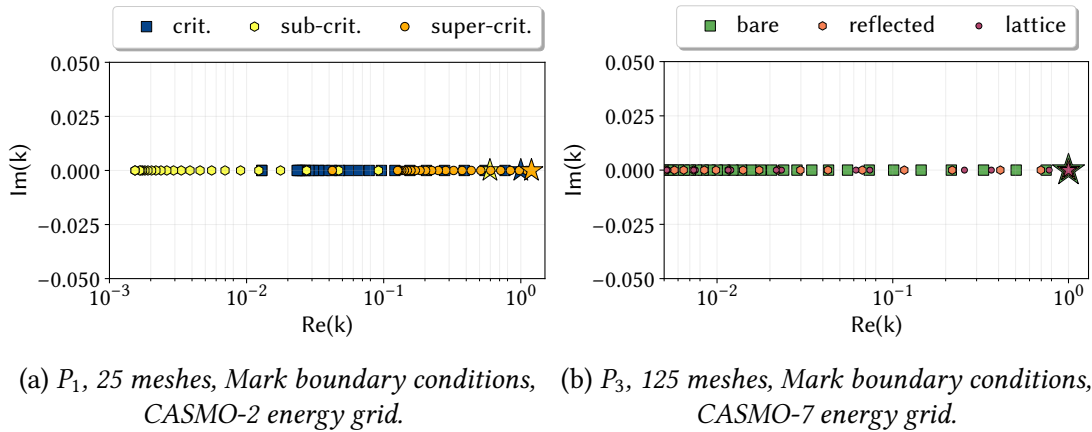 crit. sub-crit. super-crit.
0.050
0.025
0.000
−0.025
−0.050
Im(k)
10⁻³ 10⁻² 10⁻¹ 10⁰
Re(k)
(a) P₁, 25 meshes, Mark boundary conditions,
CASMO-2 energy grid.
bare reflected lattice
0.050
0.025
0.000
−0.025
−0.050
Im(k)
10⁻² 10⁻¹ 10⁰
Re(k)
(b) P₃, 125 meshes, Mark boundary conditions,
CASMO-7 energy grid.